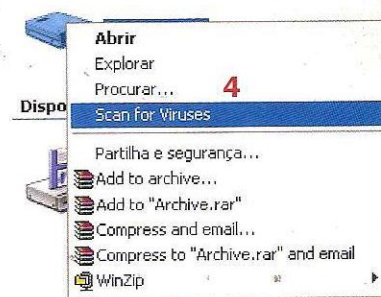 Abrir
Explorar
Procurar...
4
Dispo
Scan for Viruses
Partilha e segurança...
Add to archive...
Add to "Archive.rar"
Compress and email...
Compress to "Archive.rar" and email
WinZip